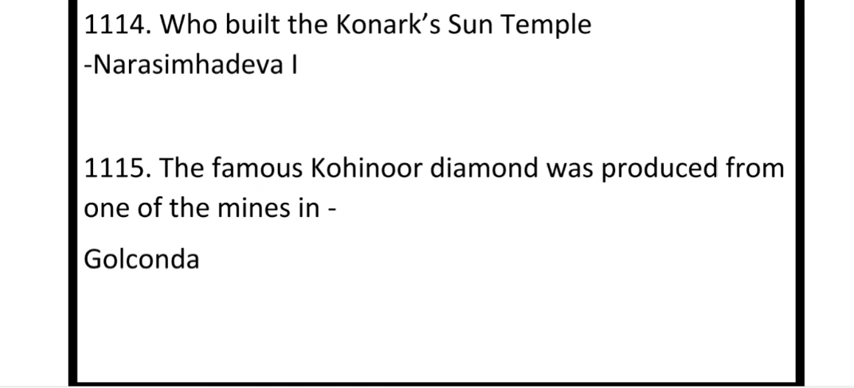 1114. Who built the Konark’s Sun Temple
-Narasimhadeva I
1115. The famous Kohinoor diamond was produced from
one of the mines in -
Golconda